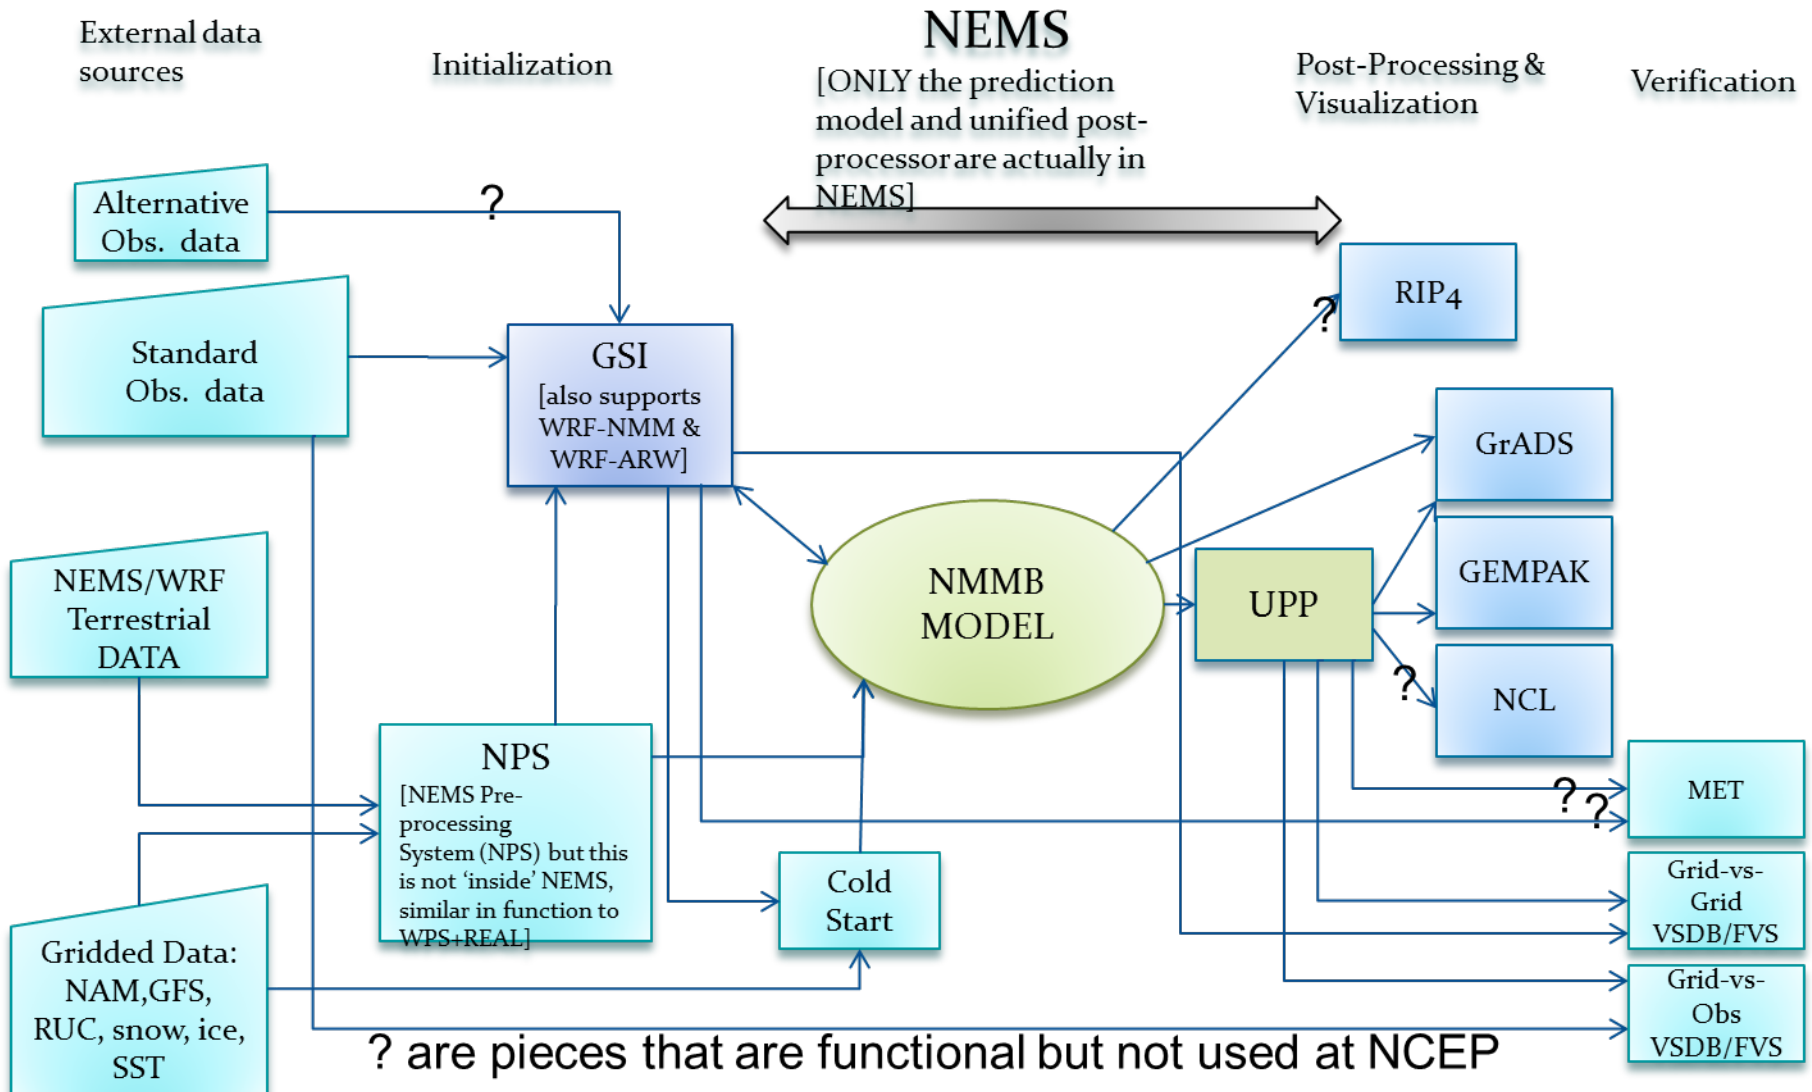 External data
sources
Initialization
NEMS
[ONLY the prediction
model and unified post-
processor are actually in
NEMS]
Post-Processing &
Visualization
Verification
Alternative
Obs. data
?
Standard
Obs. data
GSI
[also supports
WRF-NMM &
WRF-ARW]
RIP4
?
GrADS
GEMPAK
NCL
?
NEMS/WRF
Terrestrial
DATA
NMMB
MODEL
UPP
NPS
[NEMS Pre-
processing
System (NPS) but this
is not ‘inside’ NEMS,
similar in function to
WPS+REAL]
Cold
Start
MET
?
?
Grid-vs-
Grid
VSDB/FVS
Grid-vs-
Obs
VSDB/FVS
Gridded Data:
NAM,GFS,
RUC, snow, ice,
SST
? are pieces that are functional but not used at NCEP